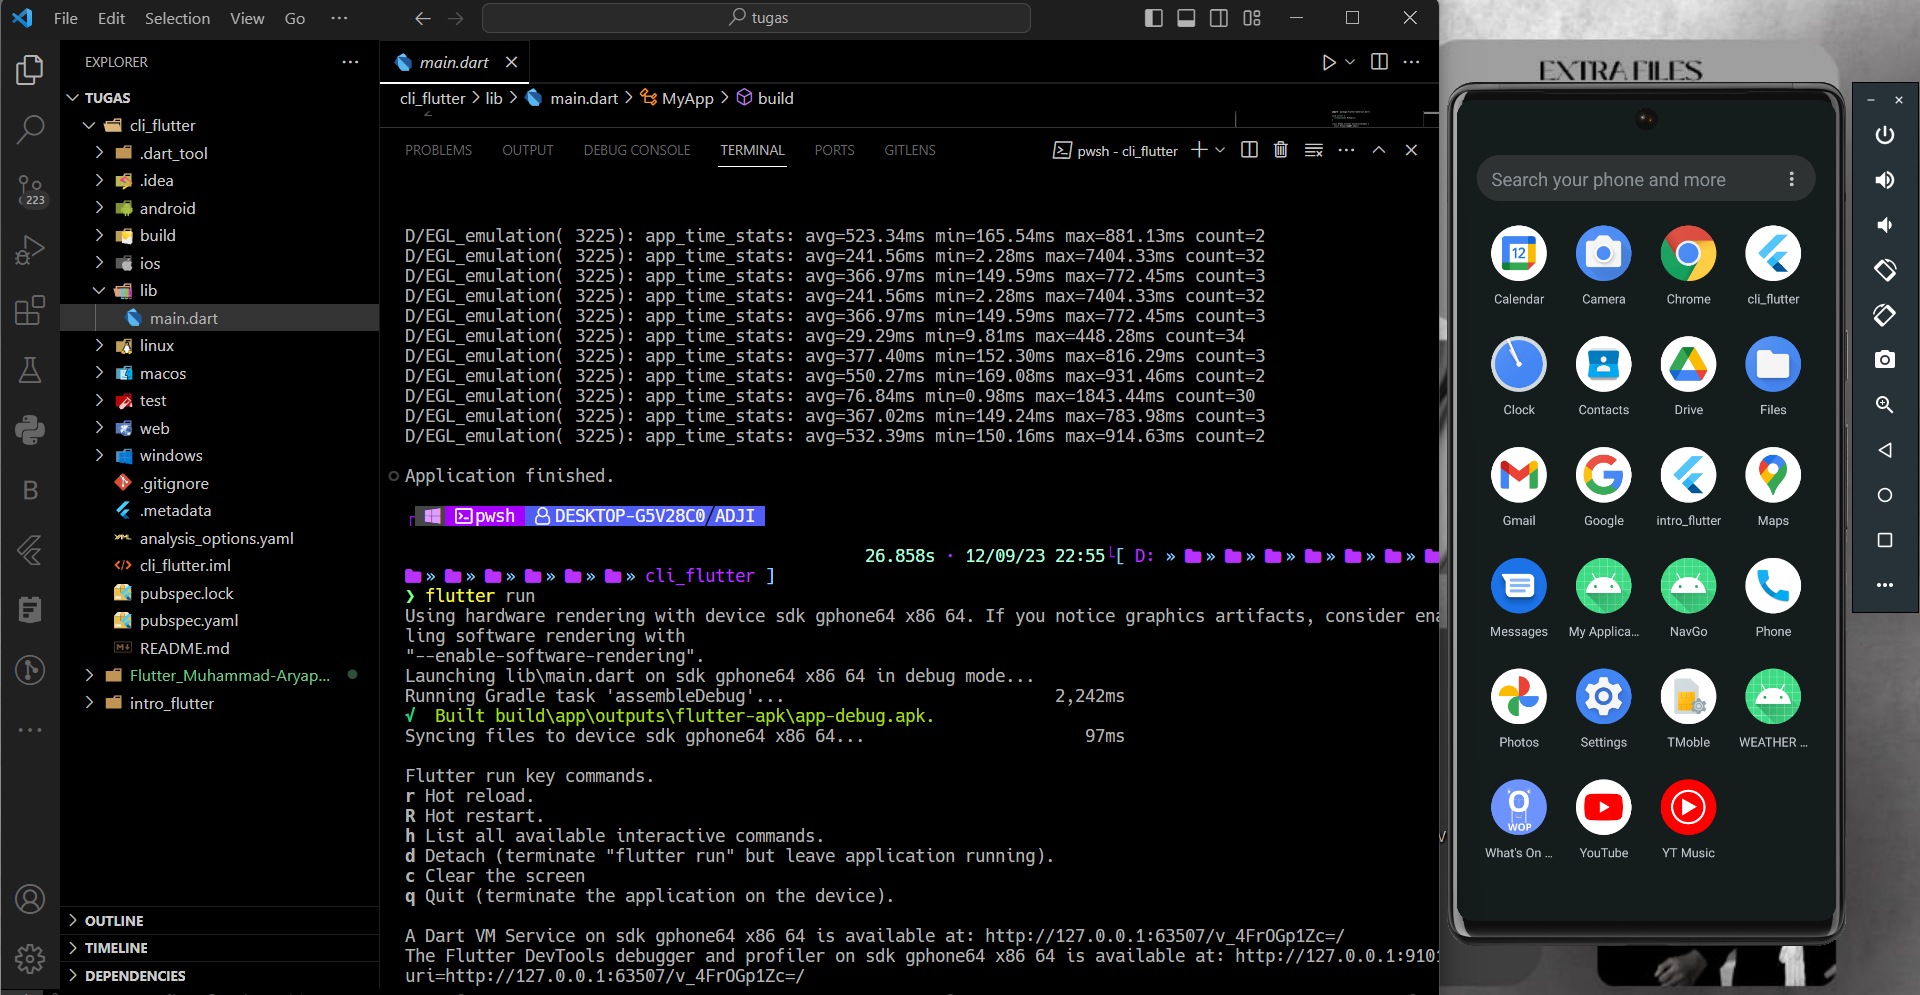 File Edit Selection View Go ···
tugas
EXPLORER
TUGAS
cli_flutter
.dart_tool
.idea
android
build
ios
lib
main.dart
linux
macos
test
web
windows
.gitignore
.metadata
analysis_options.yaml
cli_flutter.iml
pubspec.lock
pubspec.yaml
README.md
Flutter_Muhammad-Aryap...
intro_flutter
OUTLINE
TIMELINE
DEPENDENCIES
223
B
main.dart
cli_flutter > lib > main.dart > MyApp > build
2
PROBLEMS OUTPUT DEBUG CONSOLE TERMINAL PORTS GITLENS
pwsh - cli_flutter
D/EGL_emulation( 3225): app_time_stats: avg=523.34ms min=165.54ms max=881.13ms count=2
D/EGL_emulation( 3225): app_time_stats: avg=241.56ms min=2.28ms max=7404.33ms count=32
D/EGL_emulation( 3225): app_time_stats: avg=366.97ms min=149.59ms max=772.45ms count=3
D/EGL_emulation( 3225): app_time_stats: avg=241.56ms min=2.28ms max=7404.33ms count=32
D/EGL_emulation( 3225): app_time_stats: avg=366.97ms min=149.59ms max=772.45ms count=3
D/EGL_emulation( 3225): app_time_stats: avg=29.29ms min=9.81ms max=448.28ms count=34
D/EGL_emulation( 3225): app_time_stats: avg=377.40ms min=152.30ms max=816.29ms count=3
D/EGL_emulation( 3225): app_time_stats: avg=550.27ms min=169.08ms max=931.46ms count=2
D/EGL_emulation( 3225): app_time_stats: avg=76.84ms min=0.98ms max=1843.44ms count=30
D/EGL_emulation( 3225): app_time_stats: avg=367.02ms min=149.24ms max=783.98ms count=3
D/EGL_emulation( 3225): app_time_stats: avg=532.39ms min=150.16ms max=914.63ms count=2
Application finished.
pwsh DESKTOP-G5V28C0/ADJI
26.858s · 12/09/23 22:55 [ D: » » » » » » »
» » » » » » cli_flutter ]
❯ flutter run
Using hardware rendering with device sdk gphone64 x86 64. If you notice graphics artifacts, consider ena
ling software rendering with
"--enable-software-rendering".
Launching lib\main.dart on sdk gphone64 x86 64 in debug mode...
Running Gradle task 'assembleDebug'... 2,242ms
√ Built build\app\outputs\flutter-apk\app-debug.apk.
Syncing files to device sdk gphone64 x86 64... 97ms
Flutter run key commands.
r Hot reload.
R Hot restart.
h List all available interactive commands.
d Detach (terminate "flutter run" but leave application running).
c Clear the screen
q Quit (terminate the application on the device).
A Dart VM Service on sdk gphone64 x86 64 is available at: http://127.0.0.1:63507/v_4FrOGp1Zc=/
The Flutter DevTools debugger and profiler on sdk gphone64 x86 64 is available at: http://127.0.0.1:9101
uri=http://127.0.0.1:63507/v_4FrOGp1Zc=/
EXTRA FILES
Search your phone and more
12
Calendar Camera Chrome cli_flutter
Clock Contacts Drive Files
Gmail Google intro_flutter Maps
Messages My Applica... NavGo Phone
Photos Settings TMoble WEATHER ...
WOP
What's On ... YouTube YT Music